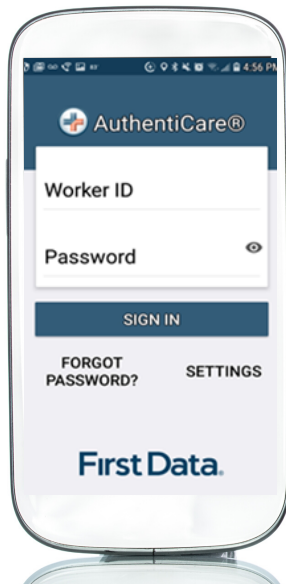 4:56 PM
AuthentiCare®
Worker ID
Password
SIGN IN
FORGOT
PASSWORD?
SETTINGS
First Data.